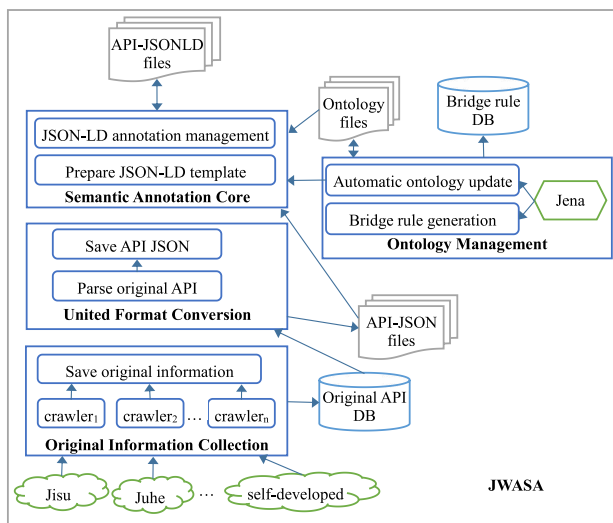 API-JSONLD
files
Ontology
files
Bridge rule
DB
JSON-LD annotation management
Prepare JSON-LD template
Semantic Annotation Core
Automatic ontology update
Bridge rule generation
Ontology Management
Jena
Save API JSON
Parse original API
United Format Conversion
API-JSON
files
Save original information
crawler1
crawler2
...
crawlern
Original Information Collection
Original API
DB
Jisu
Juhe
...
self-developed
JWASA